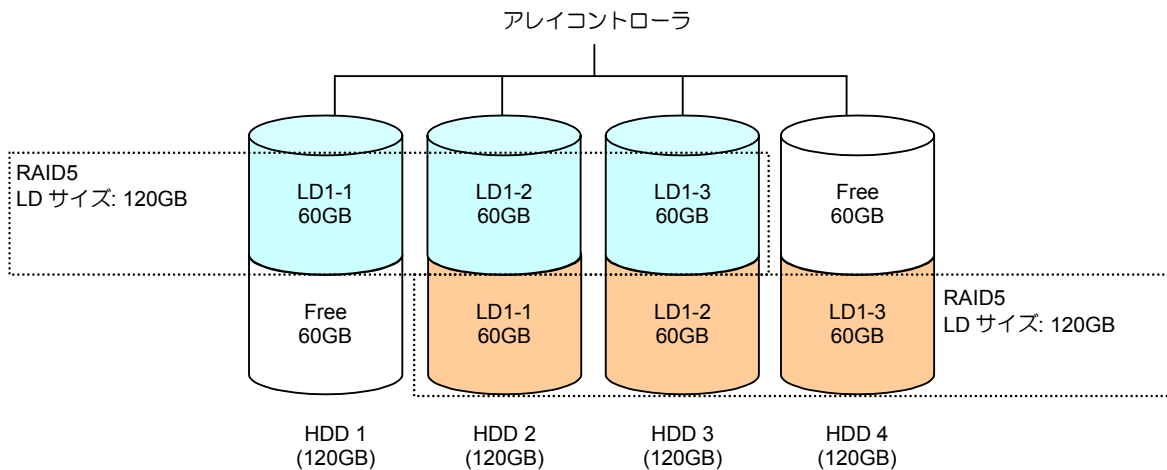 アレイコントローラ
RAID5
LD サイズ: 120GB
LD1-1
60GB
LD1-2
60GB
LD1-3
60GB
Free
60GB
Free
60GB
LD1-1
60GB
LD1-2
60GB
LD1-3
60GB
RAID5
LD サイズ: 120GB
HDD 1
(120GB)
HDD 2
(120GB)
HDD 3
(120GB)
HDD 4
(120GB)